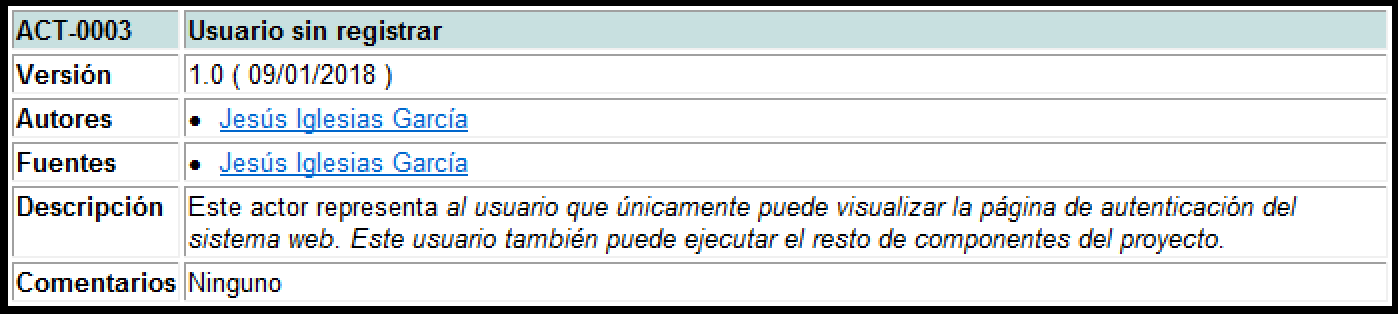 ACT-0003 Usuario sin registrar
Versión 1.0 ( 09/01/2018 )
Autores • Jesús Iglesias García
Fuentes • Jesús Iglesias García
Descripción Este actor representa al usuario que únicamente puede visualizar la página de autenticación del
sistema web. Este usuario también puede ejecutar el resto de componentes del proyecto.
Comentarios Ninguno